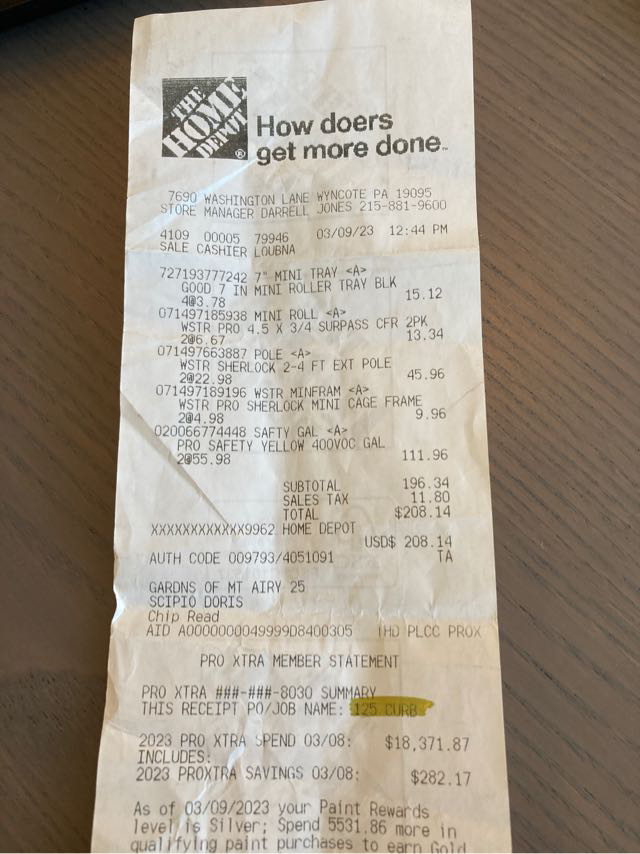 THE
HOME
DEPOT
®
How doers
get more done™
7690 WASHINGTON LANE WYNCOTE PA 19095
STORE MANAGER DARRELL JONES 215-881-9600
4109 00005 79946 03/09/23 12:44 PM
SALE CASHIER LOUBNA
727193777242 7" MINI TRAY <A>
GOOD 7 IN MINI ROLLER TRAY BLK
4@3.78 15.12
071497185938 MINI ROLL <A>
WSTR PRO 4.5 X 3/4 SURPASS CFR 2PK
2@6.67 13.34
071497663887 POLE <A>
WSTR SHERLOCK 2-4 FT EXT POLE
2@22.98 45.96
071497189196 WSTR MINFRAM <A>
WSTR PRO SHERLOCK MINI CAGE FRAME
2@4.98 9.96
020066774448 SAFTY GAL <A>
PRO SAFETY YELLOW 400VOC GAL
2@55.98 111.96
SUBTOTAL 196.34
SALES TAX 11.80
TOTAL $208.14
XXXXXXXXXXXX9962 HOME DEPOT
USD$ 208.14
AUTH CODE 009793/4051091 TA
GARDNS OF MT AIRY 25
SCIPIO DORIS
Chip Read
AID A0000000049999D8400305 THD PLCC PROX
PRO XTRA MEMBER STATEMENT
PRO XTRA ###-###-8030 SUMMARY
THIS RECEIPT PO/JOB NAME: 125 CURB
2023 PRO XTRA SPEND 03/08: $18,371.87
INCLUDES:
2023 PROXTRA SAVINGS 03/08: $282.17
As of 03/09/2023 your Paint Rewards
level is Silver; Spend 5531.86 more in
qualifying paint purchases to earn Gold